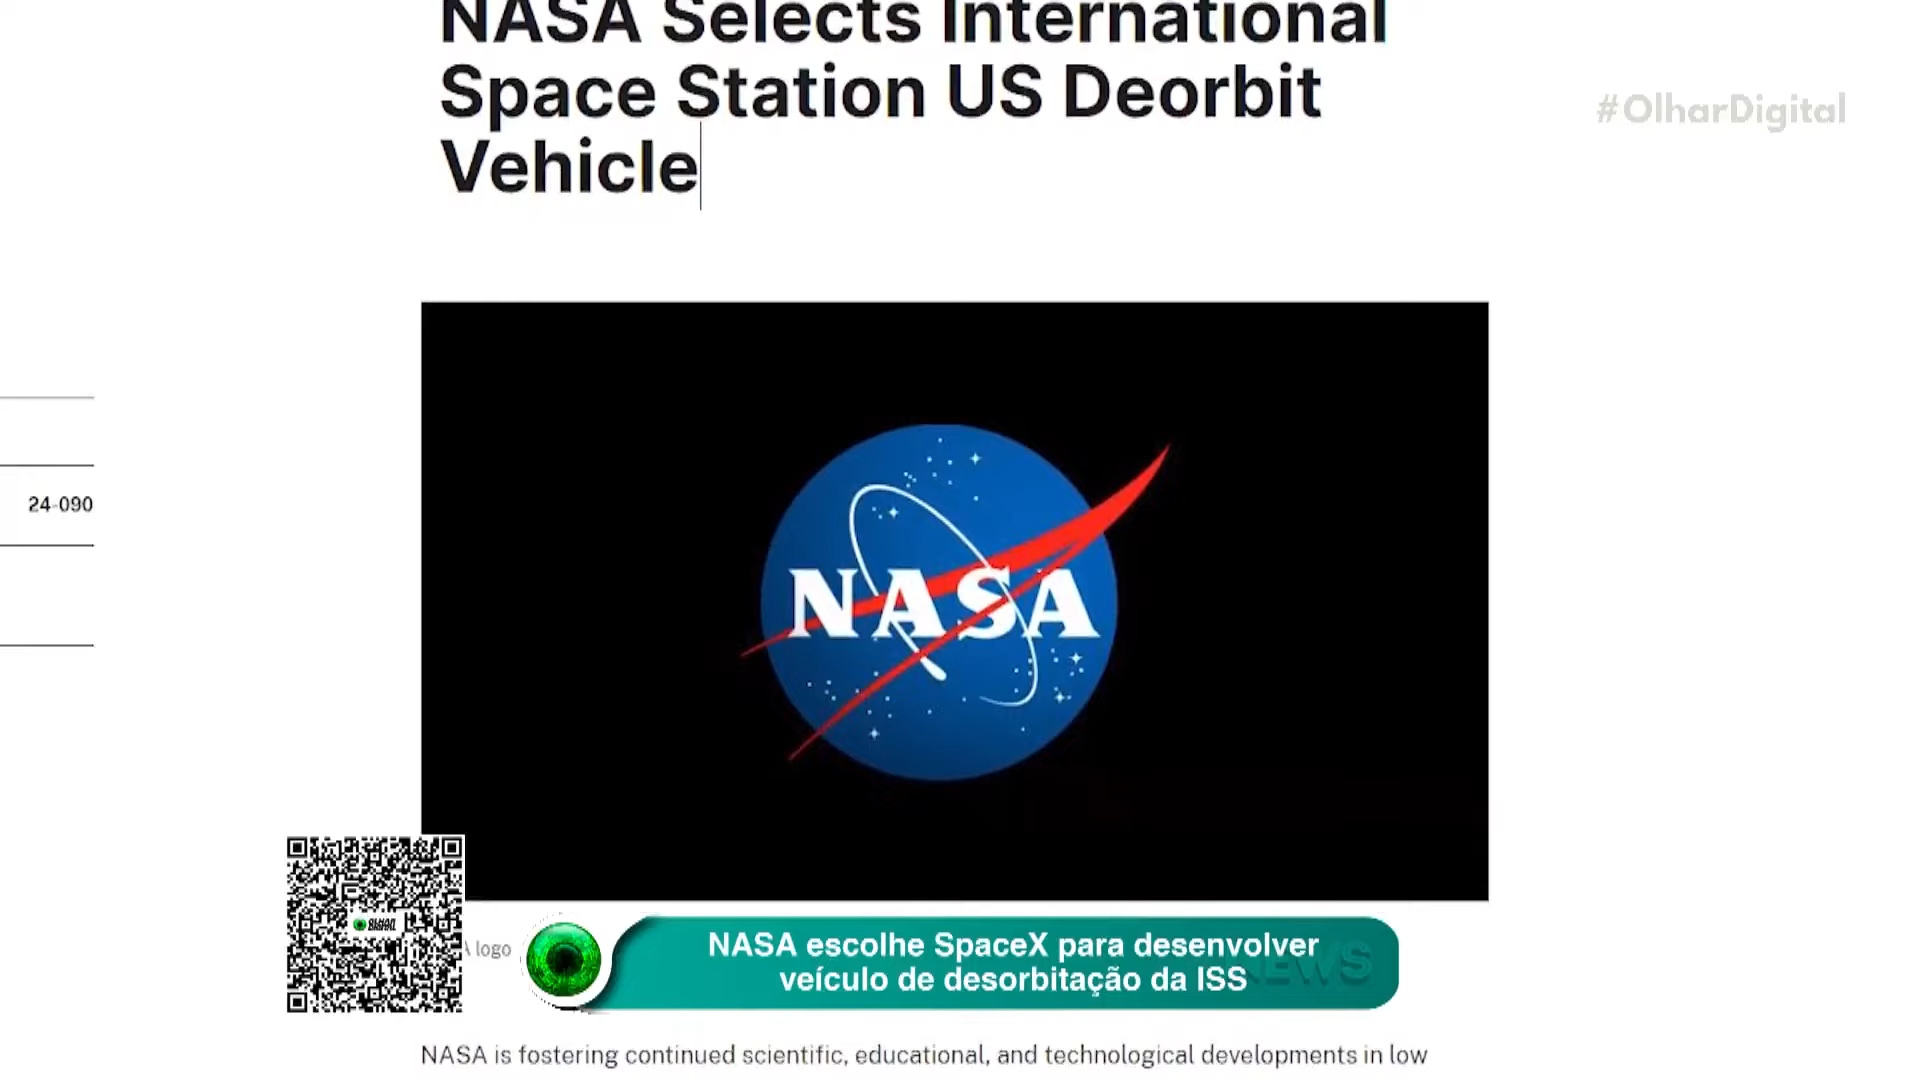 NASA Selects International
Space Station US Deorbit
Vehicle
#OlharDigital
24-090
NASA
logo
NASA escolhe SpaceX para desenvolver
veículo de desorbitação da ISS
NEWS
NASA is fostering continued scientific, educational, and technological developments in low